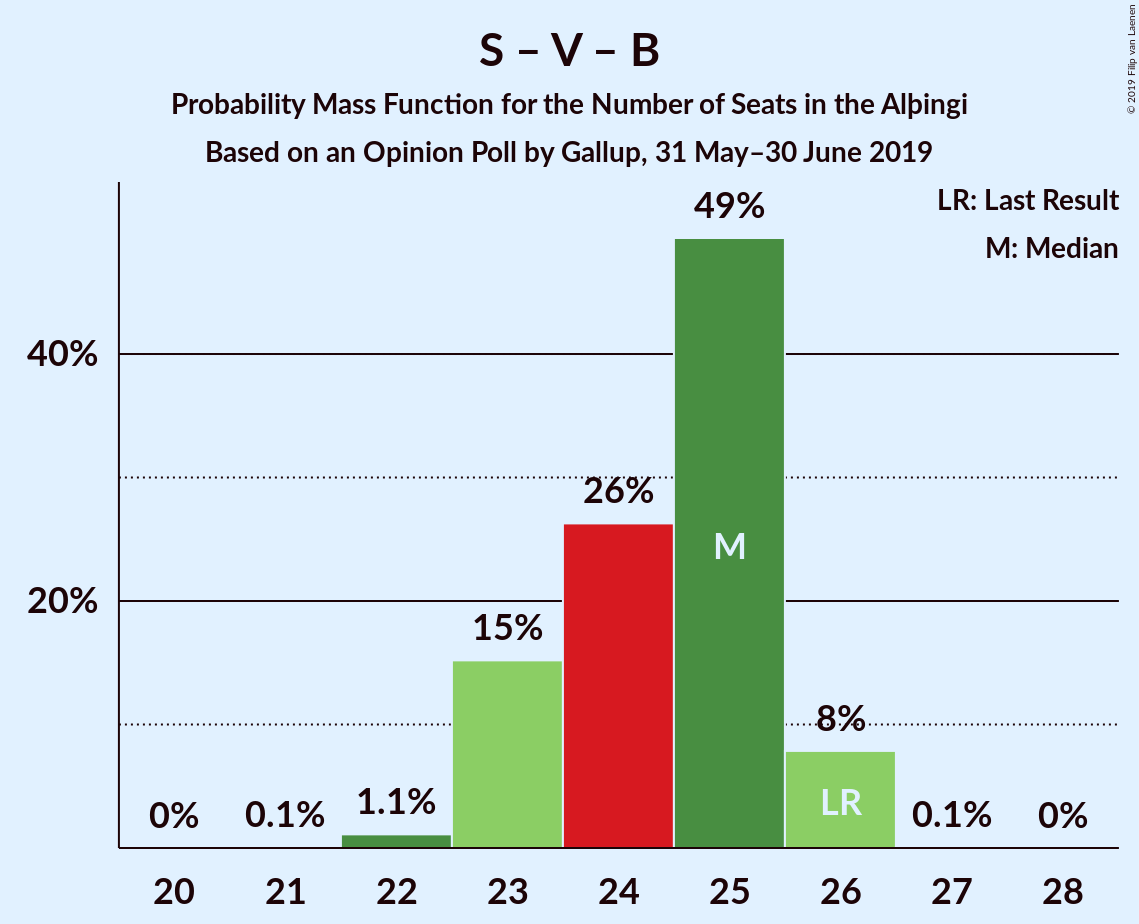 S – V – B
Probability Mass Function for the Number of Seats in the Alþingi
Based on an Opinion Poll by Gallup, 31 May–30 June 2019
© 2019 Filip van Laenen
LR: Last Result
M: Median
49%
40%
26%
M
20%
15%
8%
LR
1.1%
0%
0.1%
0.1%
0%
20 21 22 23 24 25 26 27 28